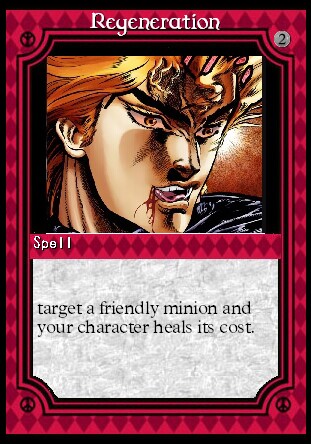 Regeneration
2
Spell
target a friendly minion and
your character heals its cost.